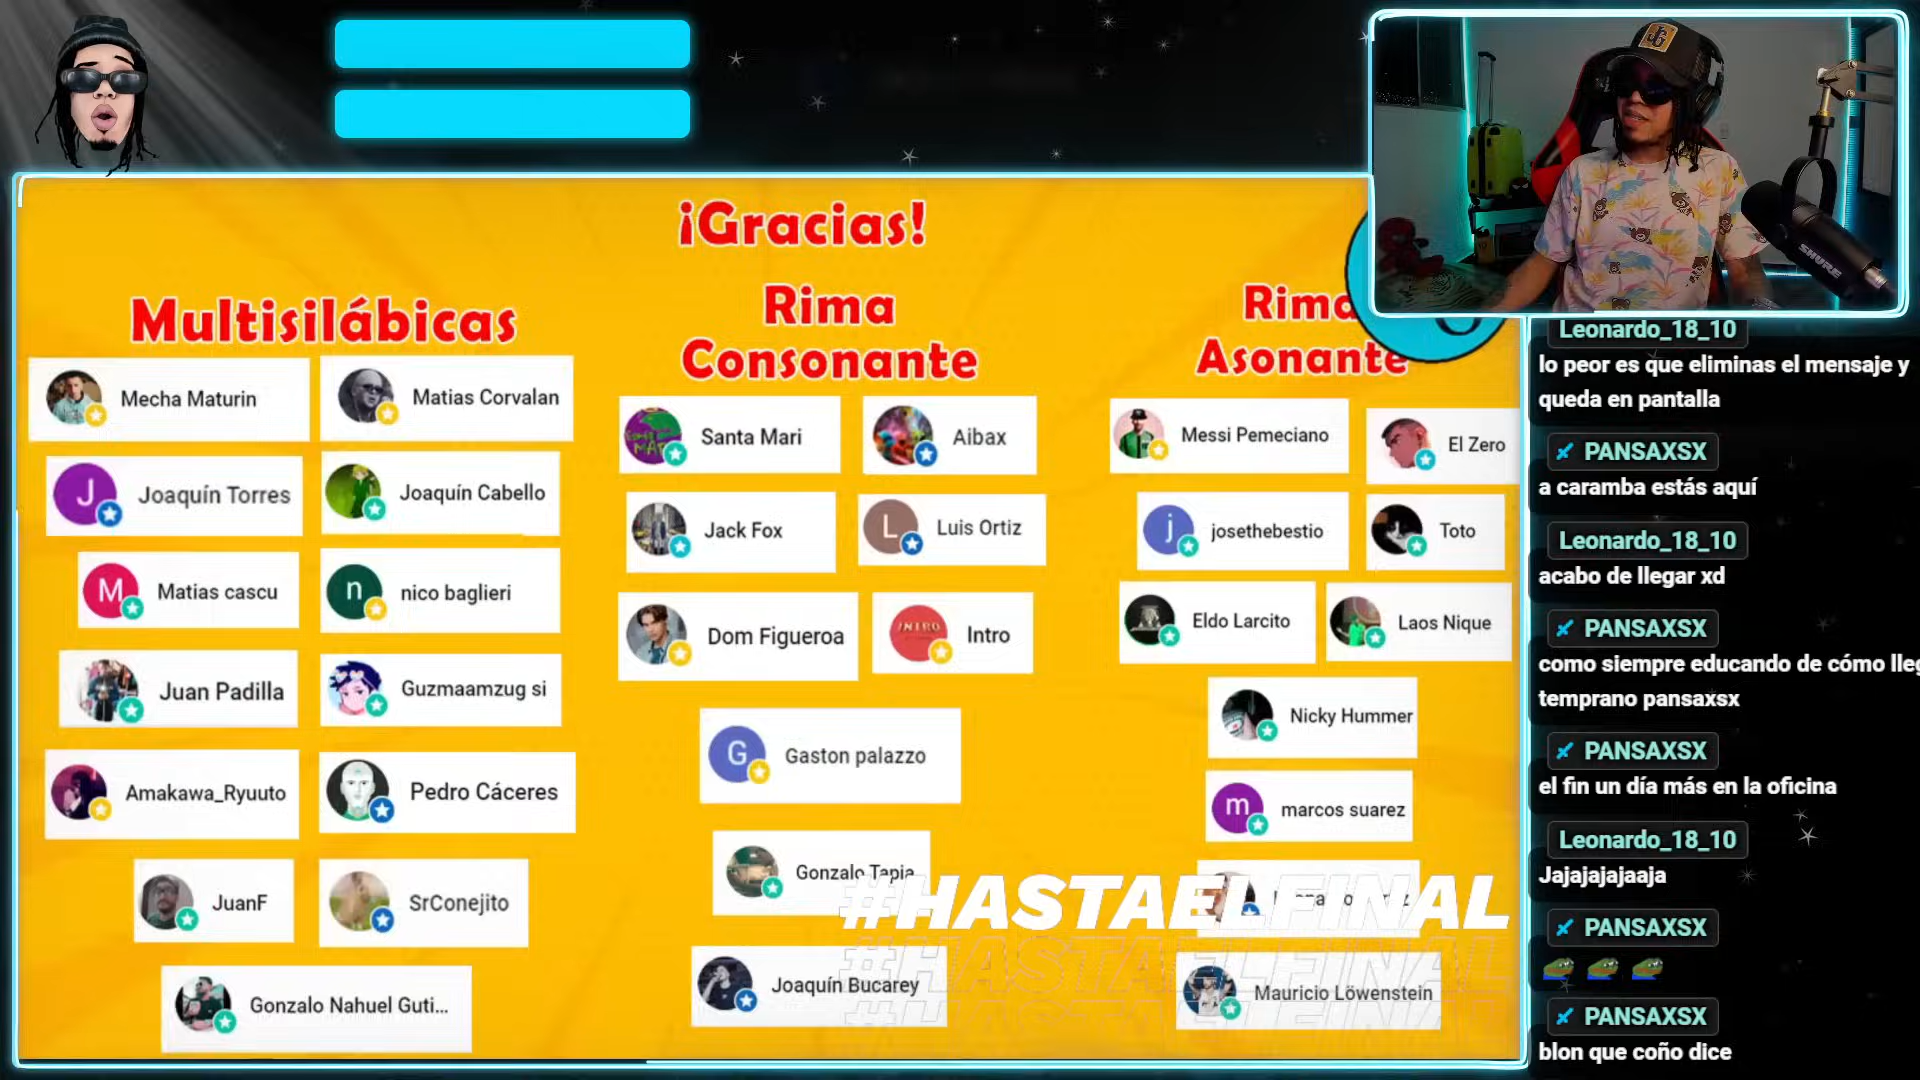 ¡Gracias!
Multisilábicas
Mecha Maturin
Matias Corvalan
Joaquín Torres
Joaquín Cabello
Matias cascu
nico baglieri
Juan Padilla
Guzmaamzug si
Amakawa_Ryuuto
Pedro Cáceres
JuanF
SrConejito
Gonzalo Nahuel Guti...
Rima
Consonante
Santa Mari
Aibax
Jack Fox
Luis Ortiz
Dom Figueroa
INTRO
Intro
Gaston palazzo
Gonzalo Tapia
Joaquín Bucarey
Asonante
Messi Pemeciano
El Zero
josethebestio
Toto
Eldo Larcito
Laos Nique
Nicky Hummer
marcos suarez
Mauricio Löwenstein
#HASTAELFINAL
#HASTAELFINAL
#HASTAELFINAL
SHURE
Leonardo_18_10
lo peor es que eliminas el mensaje y
queda en pantalla
PANSAXSX
a caramba estás aquí
Leonardo_18_10
acabo de llegar xd
PANSAXSX
como siempre educando de cómo lleg
temprano pansaxsx
PANSAXSX
el fin un día más en la oficina
Leonardo_18_10
Jajajajajaaja
PANSAXSX
PANSAXSX
blon que coño dice